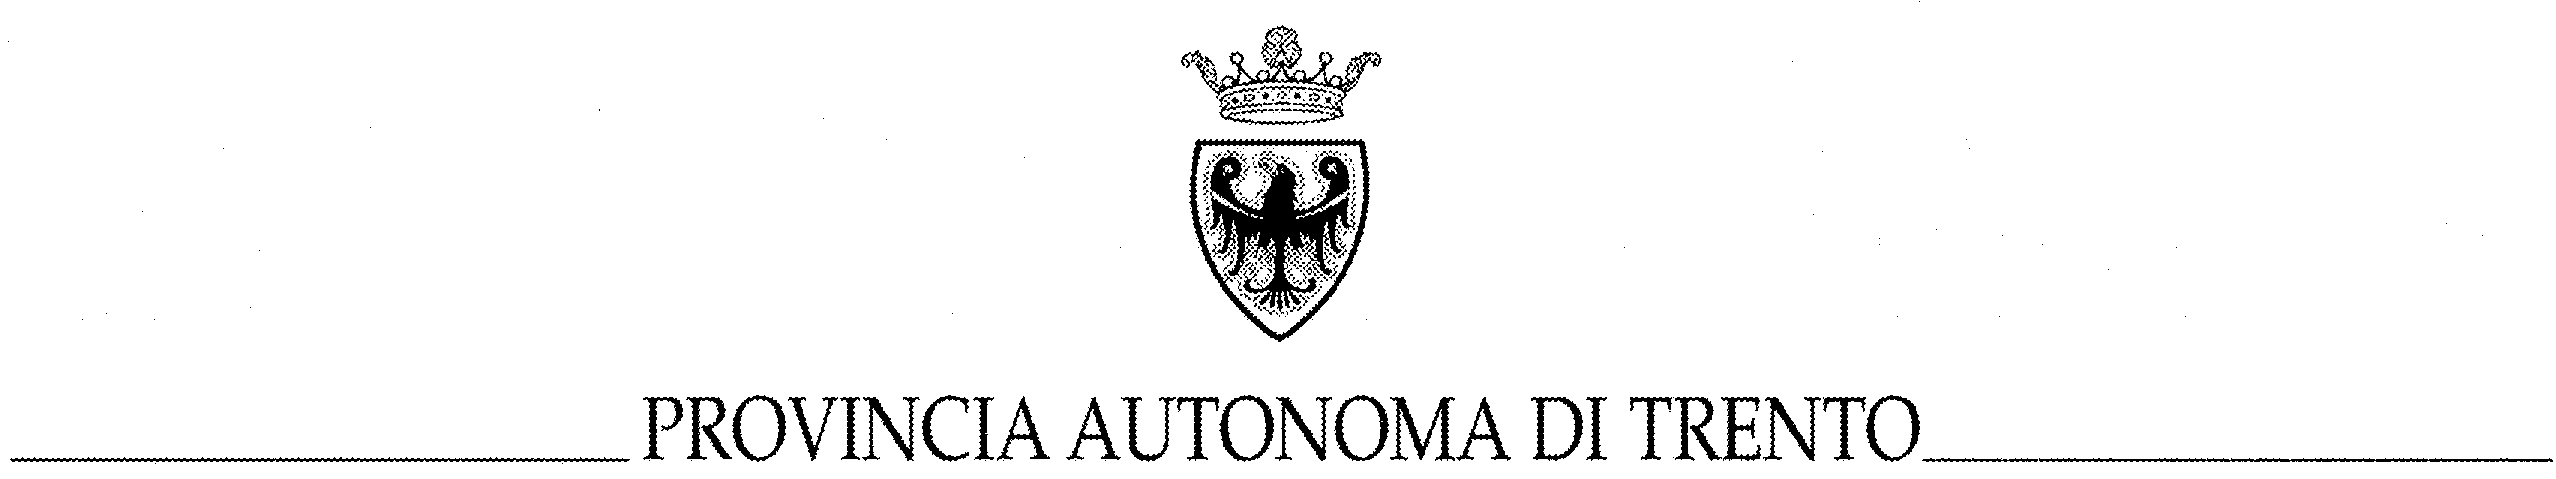 PROVINCIA AUTONOMA DI TRENTO